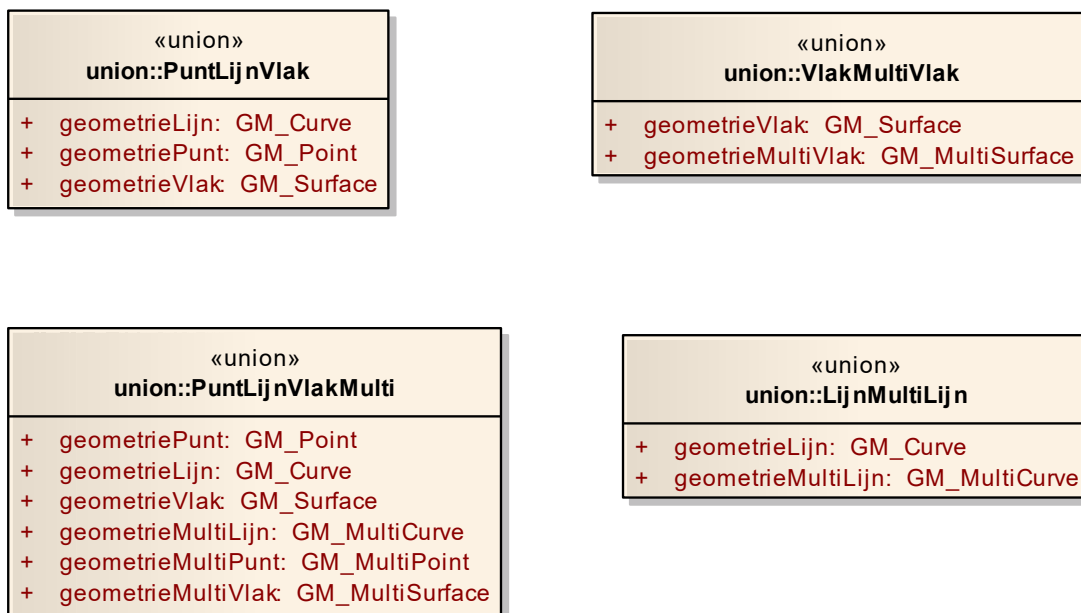 «union»
union::PuntLijnVlak
+ geometrieLijn: GM_Curve
+ geometriePunt: GM_Point
+ geometrieVlak: GM_Surface
«union»
union::VlakMultiVlak
+ geometrieVlak: GM_Surface
+ geometrieMultiVlak: GM_MultiSurface
«union»
union::PuntLijnVlakMulti
+ geometriePunt: GM_Point
+ geometrieLijn: GM_Curve
+ geometrieVlak: GM_Surface
+ geometrieMultiLijn: GM_MultiCurve
+ geometrieMultiPunt: GM_MultiPoint
+ geometrieMultiVlak: GM_MultiSurface
«union»
union::LijnMultiLijn
+ geometrieLijn: GM_Curve
+ geometrieMultiLijn: GM_MultiCurve